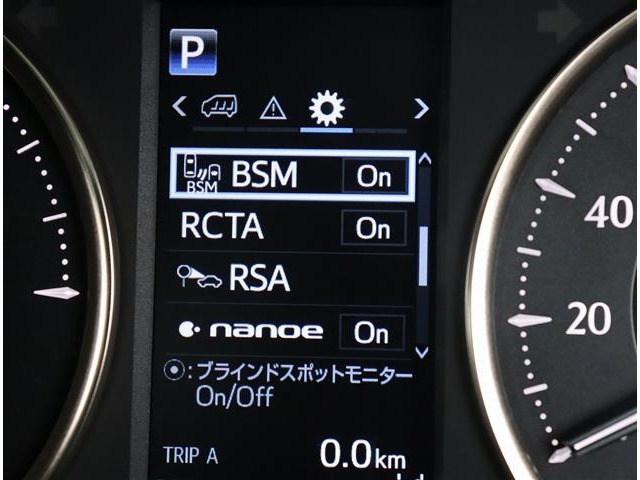 P
BSM BSM On
RCTA On
RSA
nanoe On
:ブラインドスポットモニター
On/Off
TRIP A 0.0km
40
20